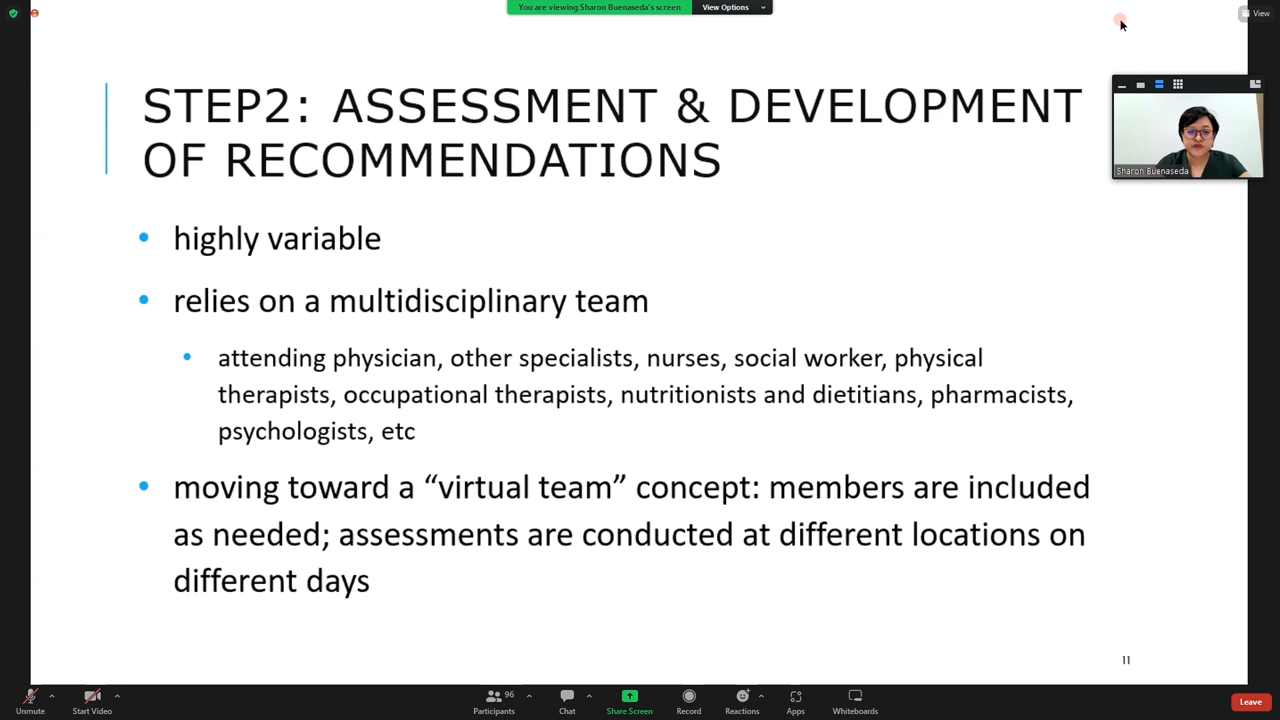 You are viewing Sharon Buenaseda's screen
View Options
View
STEP2: ASSESSMENT & DEVELOPMENT
OF RECOMMENDATIONS
Sharon Buenaseda
• highly variable
• relies on a multidisciplinary team
• attending physician, other specialists, nurses, social worker, physical
therapists, occupational therapists, nutritionists and dietitians, pharmacists,
psychologists, etc
• moving toward a “virtual team” concept: members are included
as needed; assessments are conducted at different locations on
different days
11
96
Unmute
Start Video
Participants
Chat
Share Screen
Record
Reactions
Apps
Whiteboards
Leave